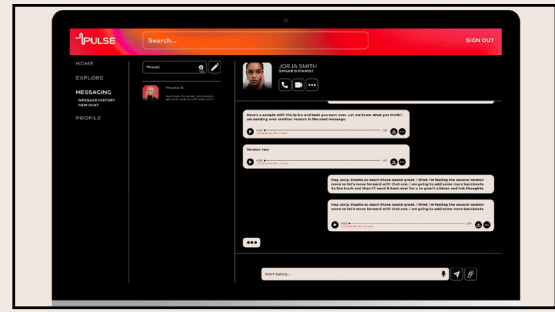 PULSE
Search...
SIGN OUT
HOME
EXPLORE
MESSAGING
MESSAGE HISTORY
NEW CHAT
PROFILE
Phoebi
Phoebe B
JORJA SMITH
SINGER & PIANIST
Here's a sample with the lyrics and beat you sent over. Let me know what you think! I
am sending over another version in the next message.
Version two
Hey Jorja, thanks so much those sound great. I think I'm feeling the second version
more so let's move forward with that one. I am going to add some more backbeats
to the track and then I'll send it back over for u to give it a listen and ink thoughts.
Hey Jorja, thanks so much those sound great. I think I'm feeling the second version
more so let's move forward with that one. I am going to add some more backbeats
Start typing...